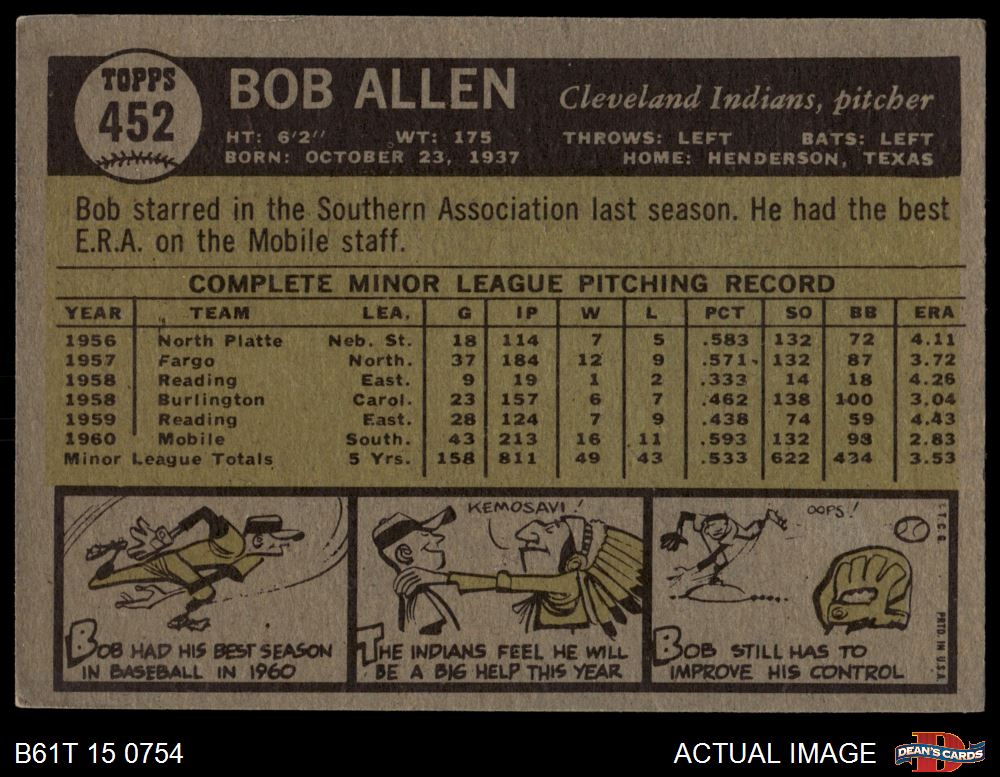 TOPPS
452
BOB ALLEN
Cleveland Indians, pitcher
HT: 6'2" WT: 175 THROWS: LEFT BATS: LEFT
BORN: OCTOBER 23, 1937 HOME: HENDERSON, TEXAS
Bob starred in the Southern Association last season. He had the best
E.R.A. on the Mobile staff.
COMPLETE MINOR LEAGUE PITCHING RECORD
YEAR TEAM LEA. G IP W L PCT SO BB ERA
1956 North Platte Neb. St. 18 114 7 5 .583 132 72 4.11
1957 Fargo North. 37 184 12 9 .571 132 87 3.72
1958 Reading East. 9 19 1 2 .333 14 18 4.26
1958 Burlington Carol. 23 157 6 7 .462 138 100 3.04
1959 Reading East. 28 124 7 9 .438 74 59 4.43
1960 Mobile South. 43 213 16 11 .593 132 98 2.83
Minor League Totals 5 Yrs. 158 811 49 43 .533 622 434 3.53
KEMOSAVI!
OOPS!
BOB HAD HIS BEST SEASON
IN BASEBALL IN 1960
THE INDIANS FEEL HE WILL
BE A BIG HELP THIS YEAR
BOB STILL HAS TO
IMPROVE HIS CONTROL
©T.C.G.
PRTD. IN U.S.A.
B61T 15 0754
ACTUAL IMAGE
DEAN'S CARDS